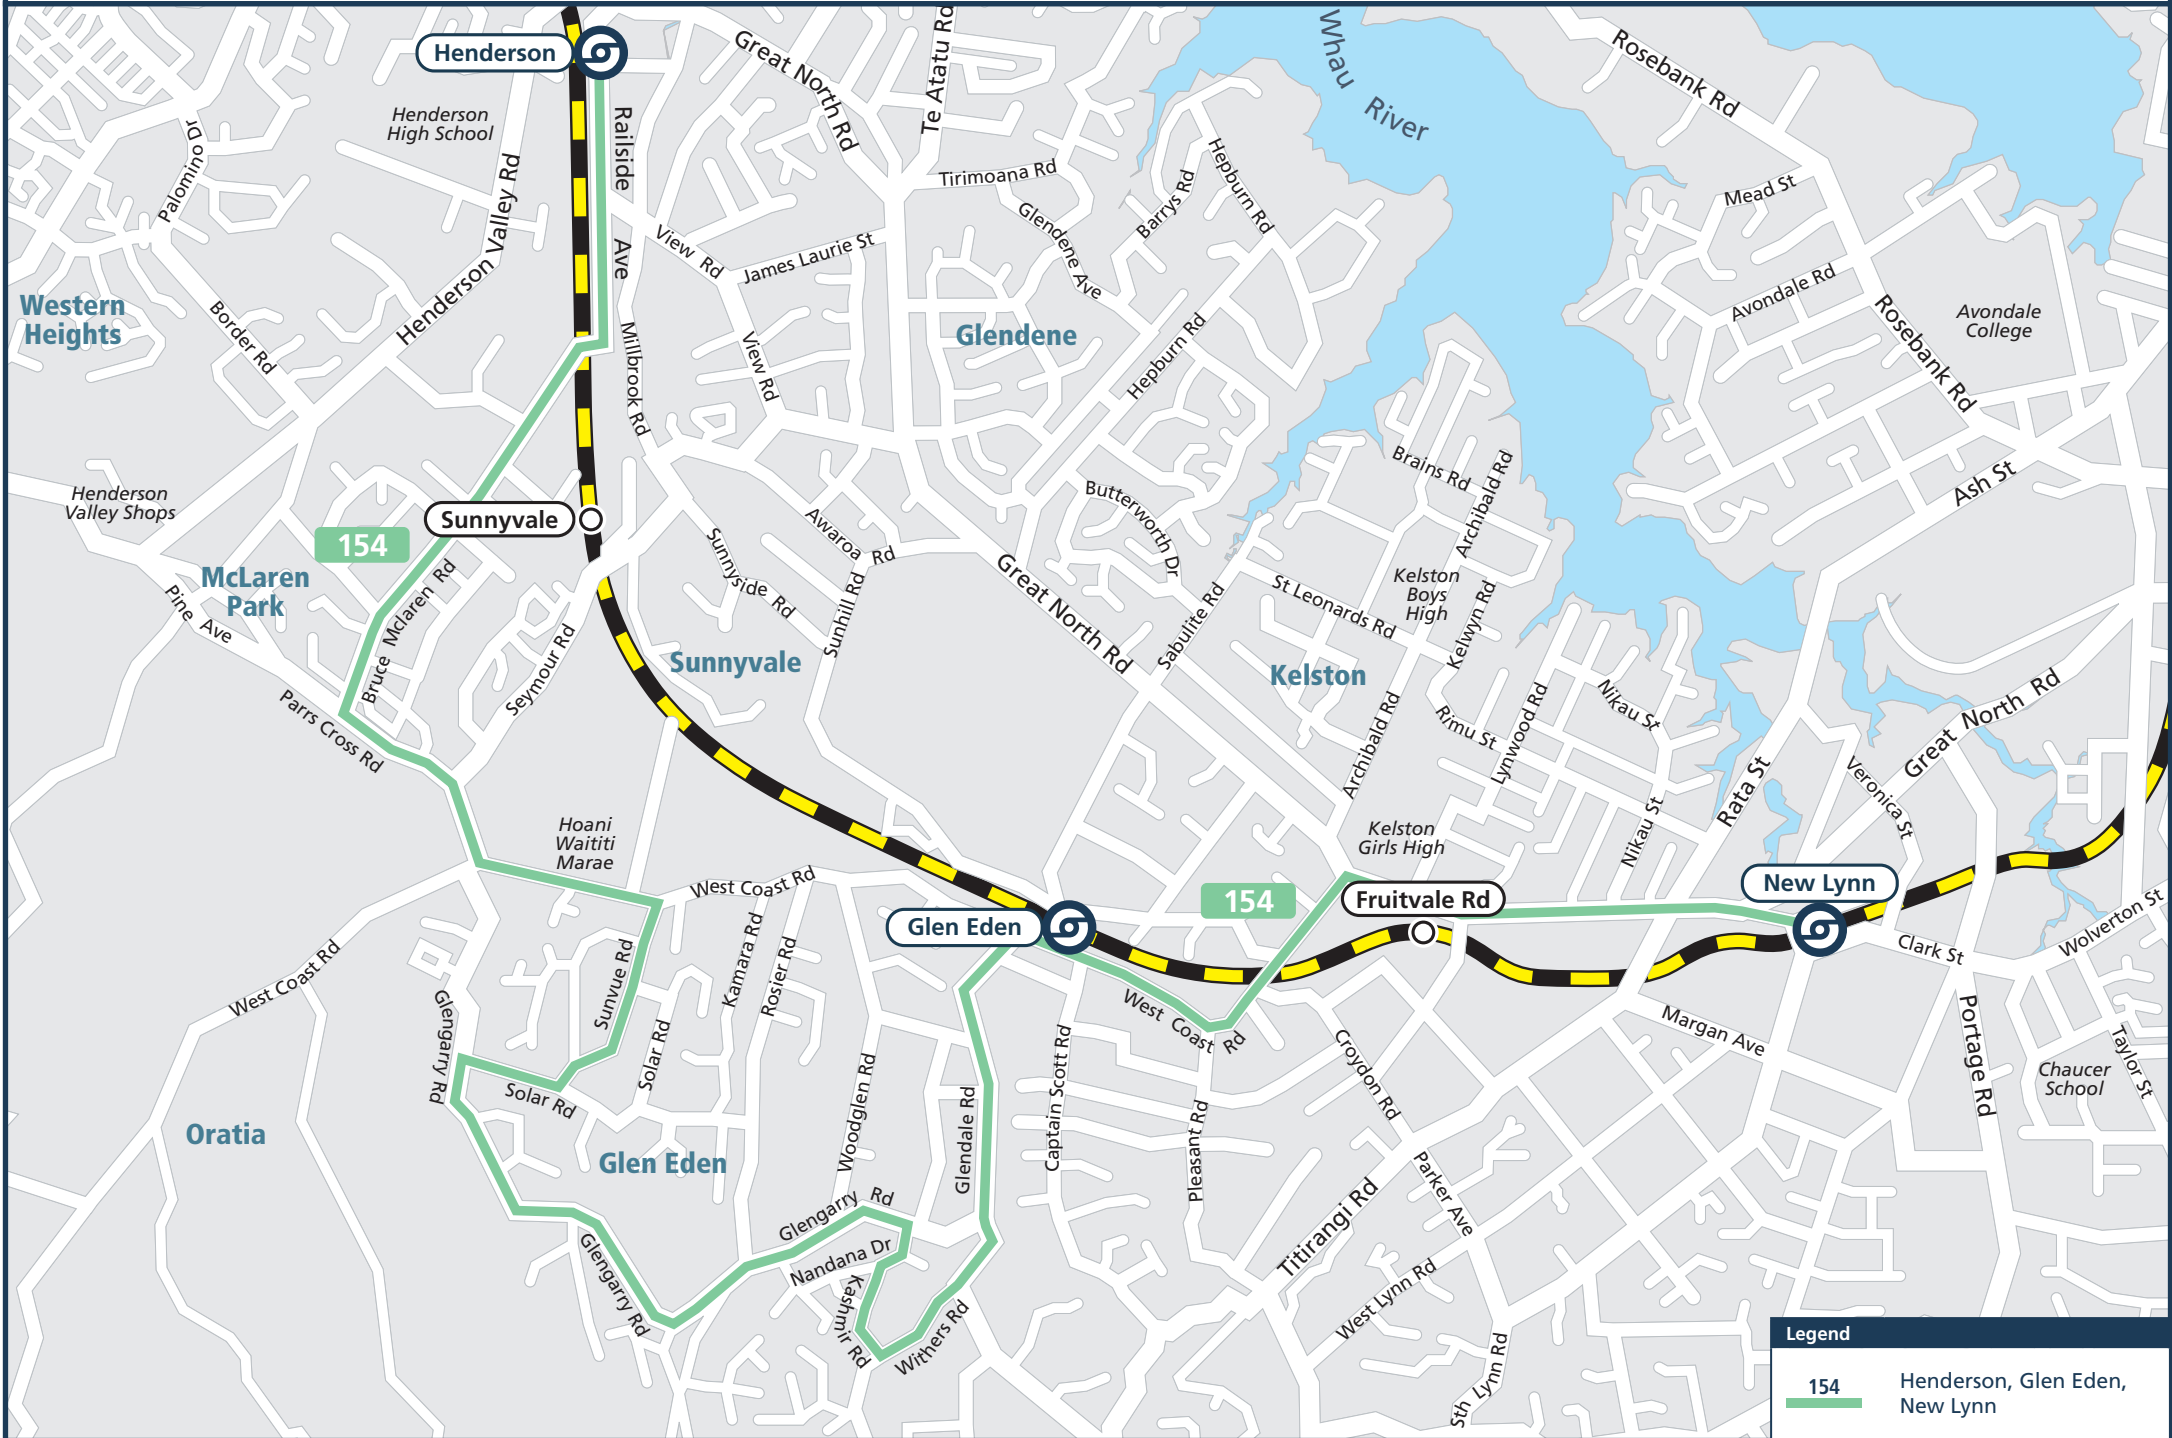 Henderson
Great North Rd
Te Atatu Rd
Whau
River
Rosebank Rd
Henderson
High School
Railside
Ave
Palomino Dr
Henderson Valley Rd
Tirimoana Rd
Hepburn Rd
Barrys Rd
Glendene Ave
Mead St
View Rd
James Laurie St
Avondale Rd
Western
Heights
Border Rd
Millbrook Rd
View Rd
Glendene
Hepburn Rd
Rosebank Rd
Avondale
College
Henderson
Valley Shops
Sunnyvale
154
Brains Rd
Archibald Rd
Ash St
Butterworth Dr
Awaroa
Rd
Sunnyside Rd
Sunhill Rd
Great North Rd
McLaren
Park
Pine Ave
Bruce Mclaren Rd
Seymour Rd
Parrs Cross Rd
Sunnyvale
Sabulite Rd
St Leonards Rd
Kelston
Boys
High
Kelwyn Rd
Kelston
Archibald Rd
Rimu St
Lynwood Rd
Nikau St
Nikau St
Rata St
Veronica St
Great North Rd
Hoani
Waititi
Marae
West Coast Rd
Kelston
Girls High
154
Fruitvale Rd
New Lynn
Glen Eden
Clark St
Wolverton St
West Coast Rd
Glengarry Rd
Sunvue Rd
Kamara Rd
Rosier Rd
Solar Rd
Solar Rd
West Coast Rd
Captain Scott Rd
Croydon Rd
Margan Ave
Portage Rd
Chaucer
School
Taylor St
Oratia
Glen Eden
Woodglen Rd
Glendale Rd
Pleasant Rd
Parker Ave
Titirangi Rd
Glengarry Rd
Glengarry Rd
Nandana Dr
Kashmir Rd
Withers Rd
West Lynn Rd
Sth Lynn Rd
Legend
154
Henderson, Glen Eden,
New Lynn